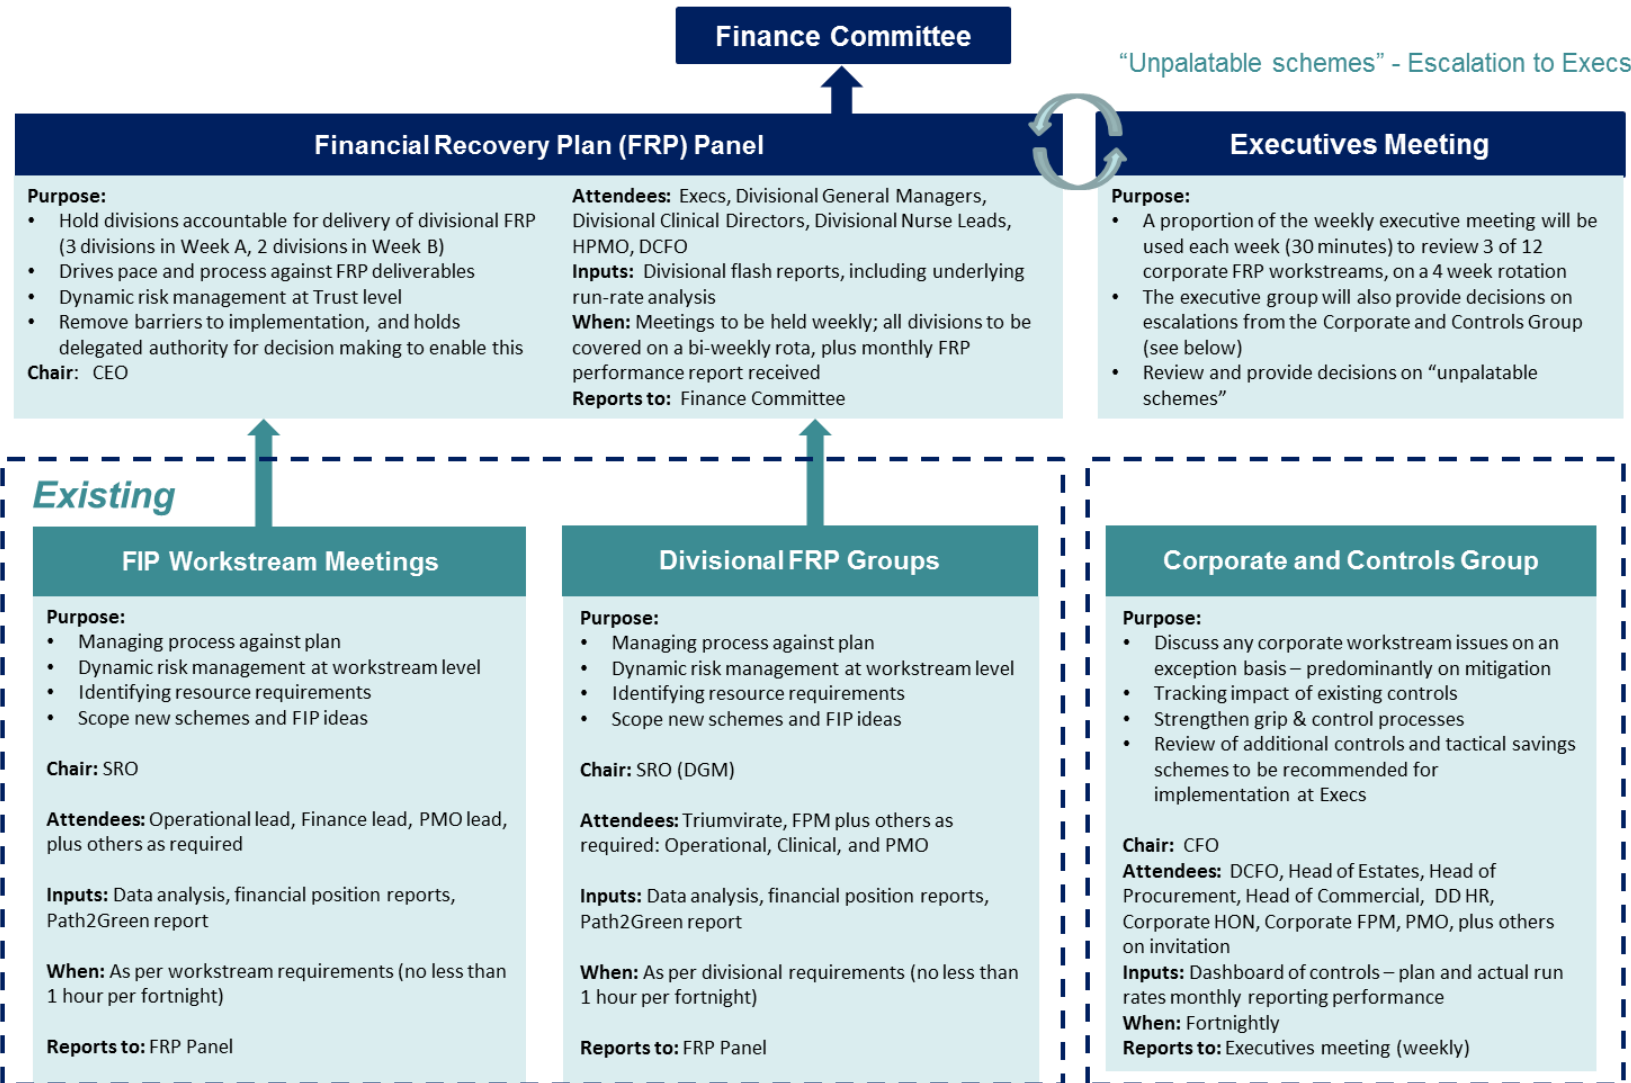 Finance Committee
“Unpalatable schemes” - Escalation to Execs
Financial Recovery Plan (FRP) Panel
Purpose:
• Hold divisions accountable for delivery of divisional FRP
(3 divisions in Week A, 2 divisions in Week B)
• Drives pace and process against FRP deliverables
• Dynamic risk management at Trust level
• Remove barriers to implementation, and holds
delegated authority for decision making to enable this
Chair: CEO
Attendees: Execs, Divisional General Managers,
Divisional Clinical Directors, Divisional Nurse Leads,
HPMO, DCFO
Inputs: Divisional flash reports, including underlying
run-rate analysis
When: Meetings to be held weekly; all divisions to be
covered on a bi-weekly rota, plus monthly FRP
performance report received
Reports to: Finance Committee
Executives Meeting
Purpose:
• A proportion of the weekly executive meeting will be
used each week (30 minutes) to review 3 of 12
corporate FRP workstreams, on a 4 week rotation
• The executive group will also provide decisions on
escalations from the Corporate and Controls Group
(see below)
• Review and provide decisions on “unpalatable
schemes”
Existing
FIP Workstream Meetings
Purpose:
• Managing process against plan
• Dynamic risk management at workstream level
• Identifying resource requirements
• Scope new schemes and FIP ideas
Chair: SRO
Attendees: Operational lead, Finance lead, PMO lead,
plus others as required
Inputs: Data analysis, financial position reports,
Path2Green report
When: As per workstream requirements (no less than
1 hour per fortnight)
Reports to: FRP Panel
Divisional FRP Groups
Purpose:
• Managing process against plan
• Dynamic risk management at workstream level
• Identifying resource requirements
• Scope new schemes and FIP ideas
Chair: SRO (DGM)
Attendees: Triumvirate, FPM plus others as
required: Operational, Clinical, and PMO
Inputs: Data analysis, financial position reports,
Path2Green report
When: As per divisional requirements (no less than
1 hour per fortnight)
Reports to: FRP Panel
Corporate and Controls Group
Purpose:
• Discuss any corporate workstream issues on an
exception basis – predominantly on mitigation
• Tracking impact of existing controls
• Strengthen grip & control processes
• Review of additional controls and tactical savings
schemes to be recommended for
implementation at Execs
Chair: CFO
Attendees: DCFO, Head of Estates, Head of
Procurement, Head of Commercial, DD HR,
Corporate HON, Corporate FPM, PMO, plus others
on invitation
Inputs: Dashboard of controls – plan and actual run
rates monthly reporting performance
When: Fortnightly
Reports to: Executives meeting (weekly)